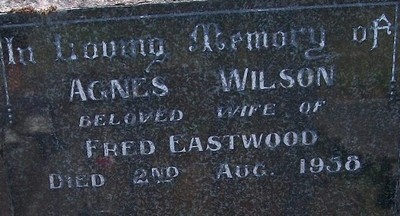 In Loving Memory of
AGNES WILSON
BELOVED WIFE OF
FRED EASTWOOD
DIED 2ND AUG. 1958